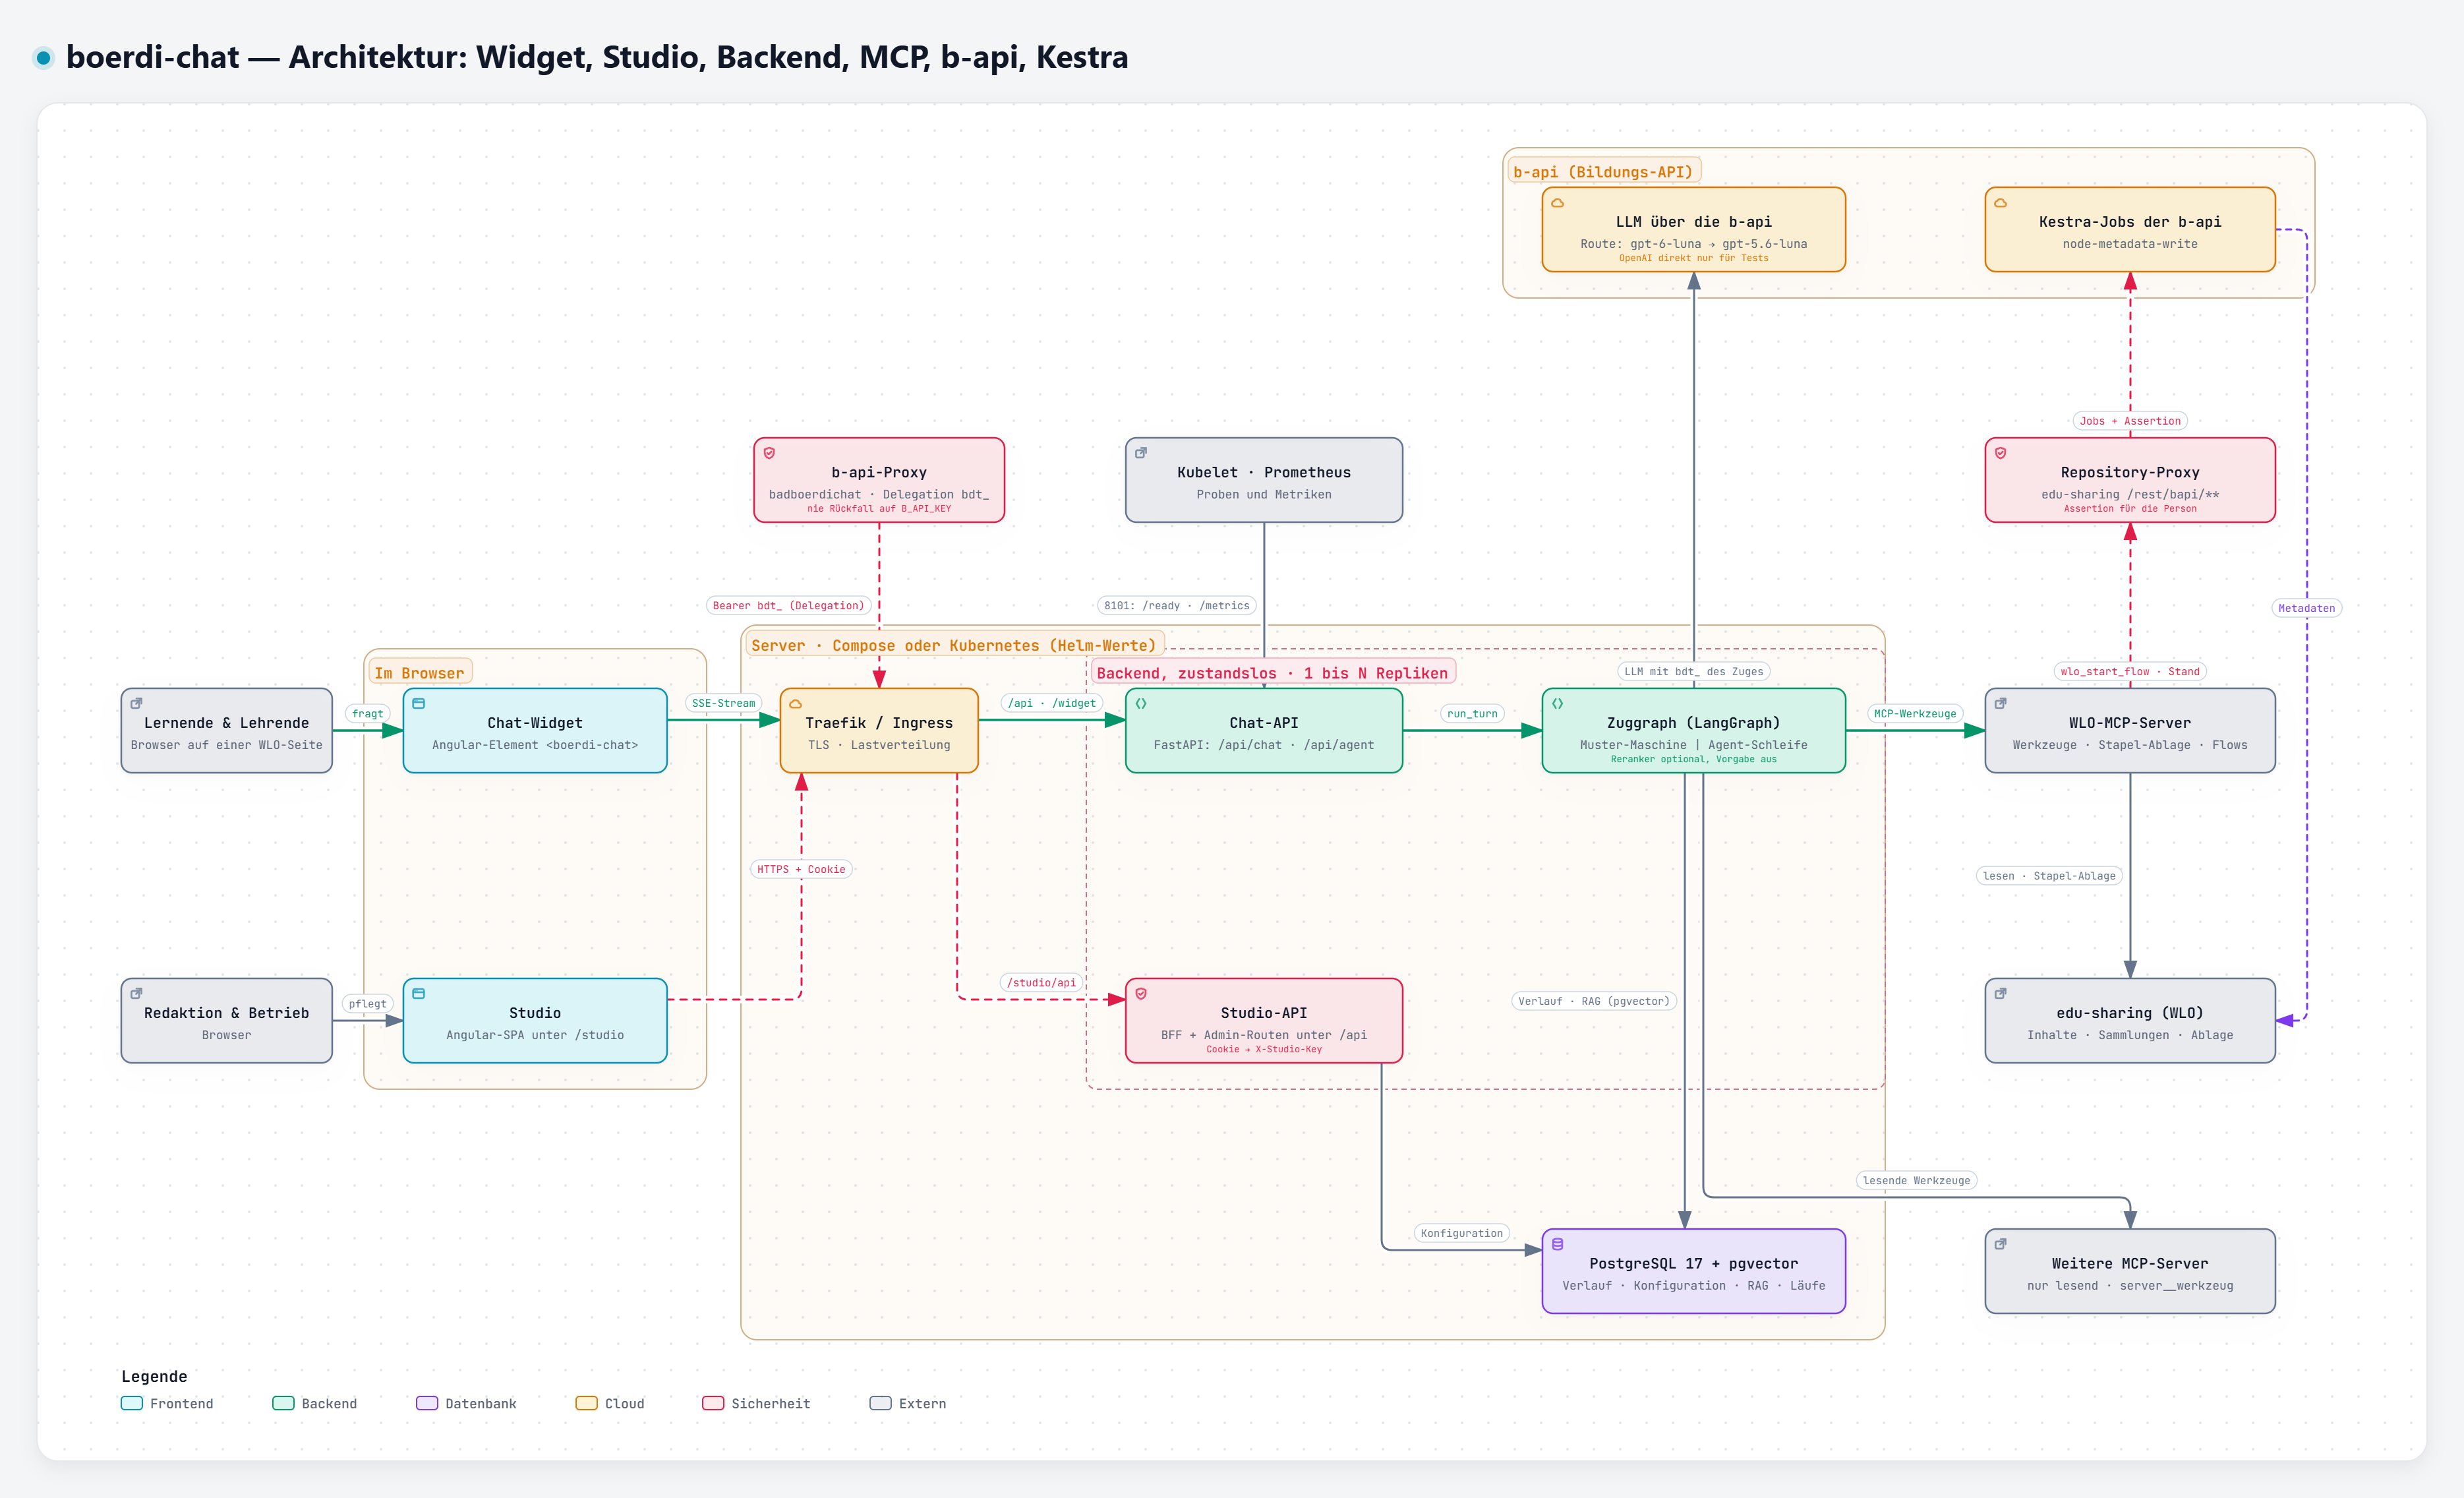 boerdi-chat — Architektur: Widget, Studio, Backend, MCP, b-api, Kestra
b-api (Bildungs-API)
LLM über die b-api
Route: gpt-6-luna → gpt-5.6-luna
OpenAI direkt nur für Tests
Kestra-Jobs der b-api
node-metadata-write
Jobs + Assertion
b-api-Proxy
badboerdichat · Delegation bdt_
nie Rückfall auf B_API_KEY
Kubelet · Prometheus
Proben und Metriken
Repository-Proxy
edu-sharing /rest/bapi/**
Assertion für die Person
Bearer bdt_ (Delegation)
8101: /ready · /metrics
Metadaten
Server · Compose oder Kubernetes (Helm-Werte)
Im Browser
Backend, zustandslos · 1 bis N Repliken
LLM mit bdt_ des Zuges
wlo_start_flow · Stand
Lernende & Lehrende
Browser auf einer WLO-Seite
fragt
Chat-Widget
Angular-Element <boerdi-chat>
SSE-Stream
Traefik / Ingress
TLS · Lastverteilung
/api · /widget
Chat-API
FastAPI: /api/chat · /api/agent
run_turn
Zuggraph (LangGraph)
Muster-Maschine | Agent-Schleife
Reranker optional, Vorgabe aus
MCP-Werkzeuge
WLO-MCP-Server
Werkzeuge · Stapel-Ablage · Flows
HTTPS + Cookie
lesen · Stapel-Ablage
Redaktion & Betrieb
Browser
pflegt
Studio
Angular-SPA unter /studio
/studio/api
Studio-API
BFF + Admin-Routen unter /api
Cookie → X-Studio-Key
Verlauf · RAG (pgvector)
edu-sharing (WLO)
Inhalte · Sammlungen · Ablage
lesende Werkzeuge
Konfiguration
PostgreSQL 17 + pgvector
Verlauf · Konfiguration · RAG · Läufe
Weitere MCP-Server
nur lesend · server__werkzeug
Legende
Frontend
Backend
Datenbank
Cloud
Sicherheit
Extern